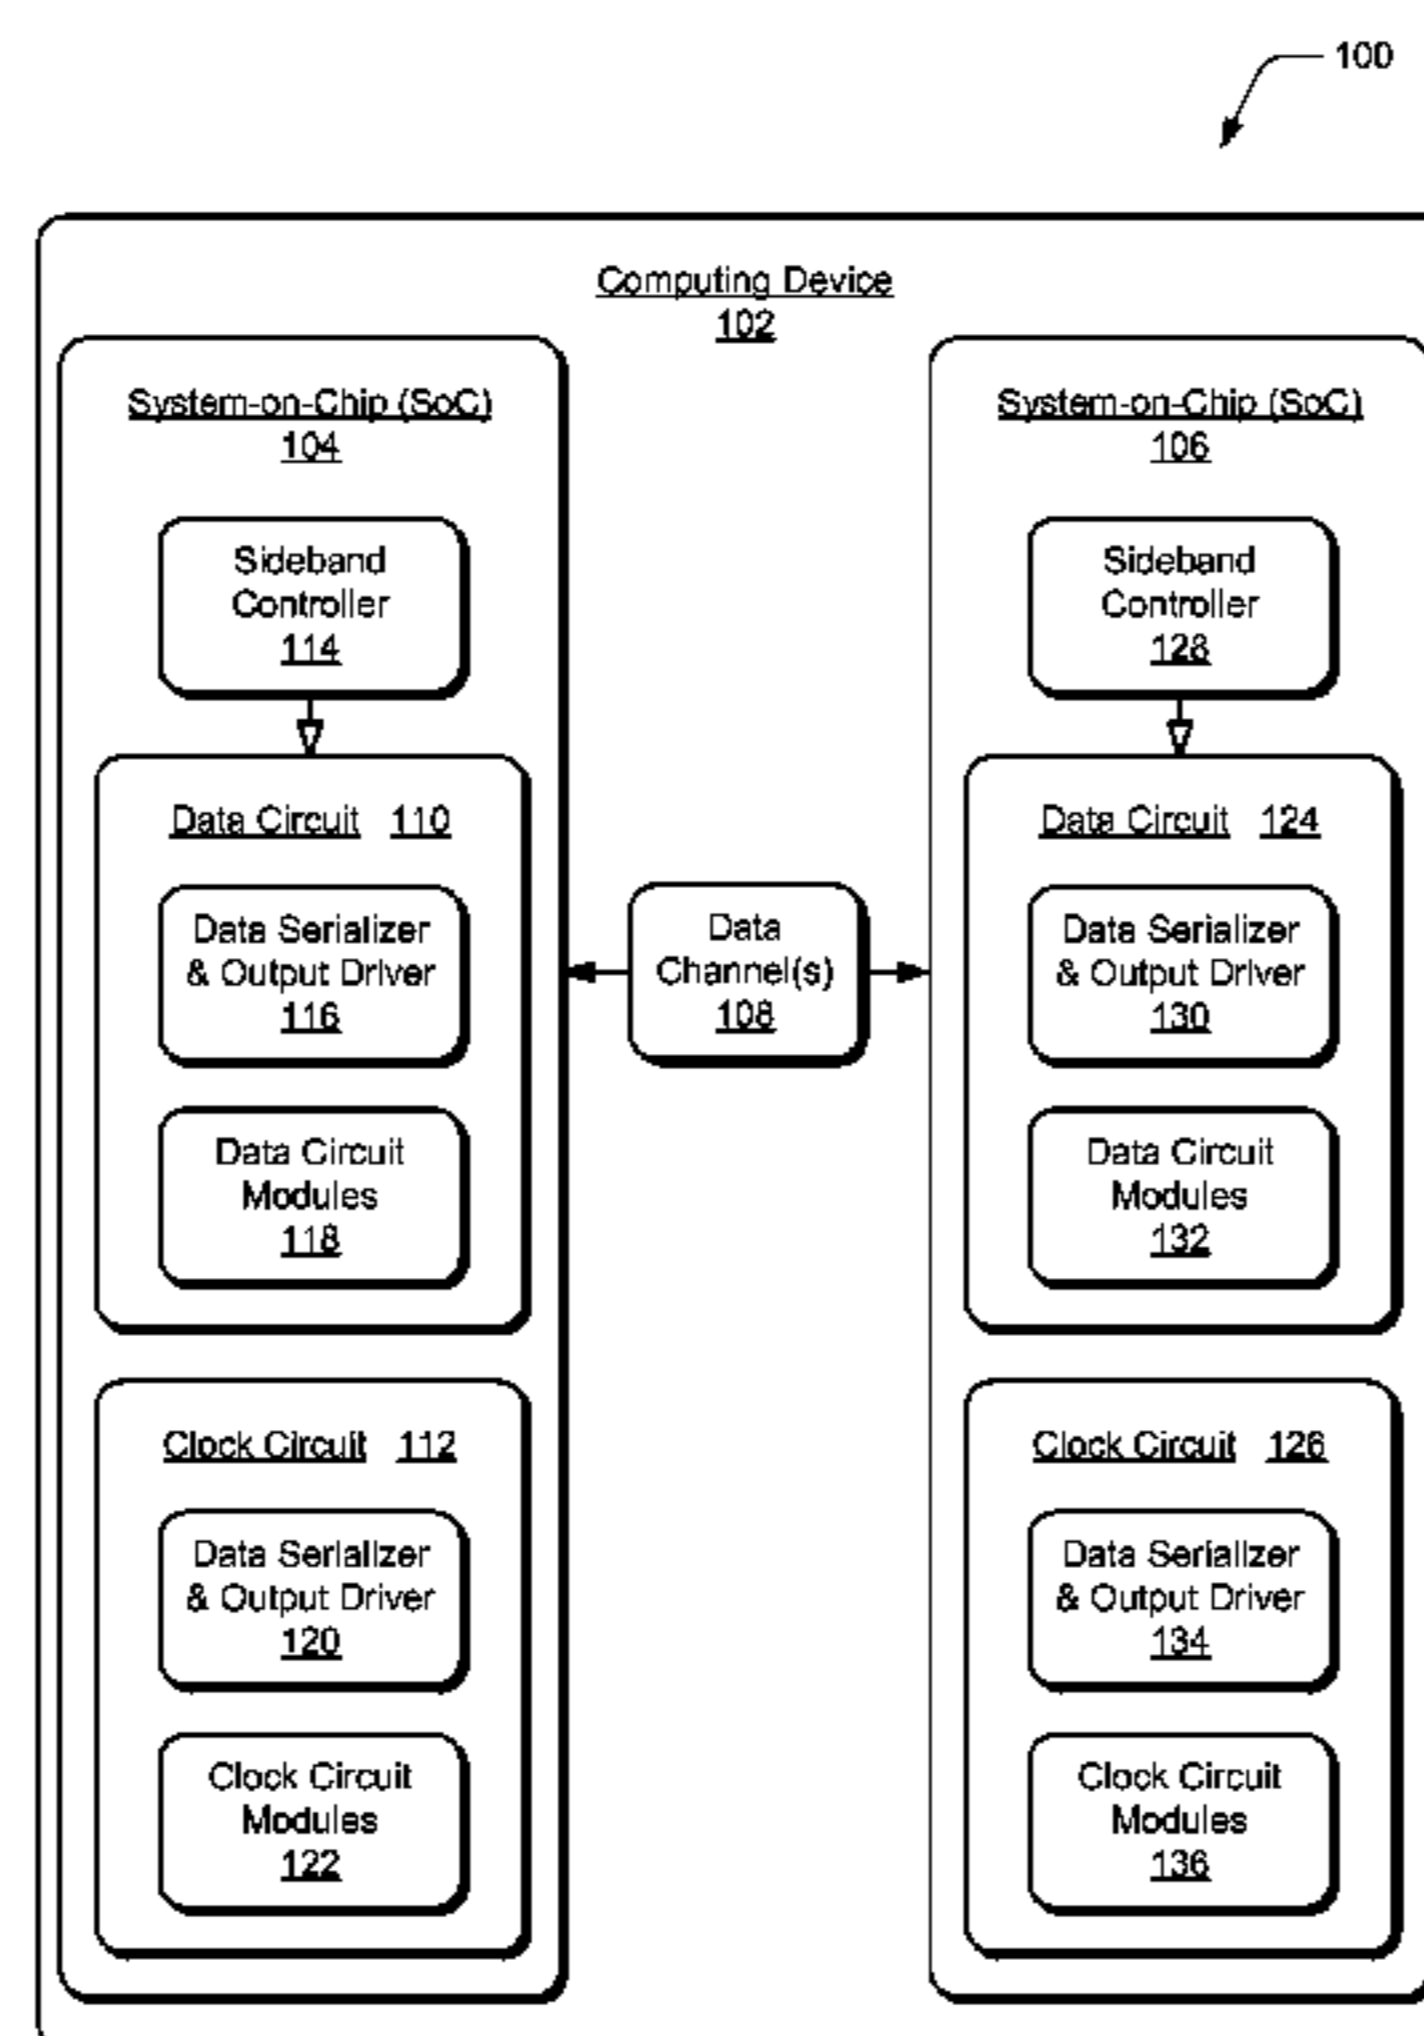 100
Computing Device
102
System-on-Chip (SoC)
104
Sideband
Controller
114
Data Circuit 110
Data Serializer
& Output Driver
116
Data Circuit
Modules
118
Clock Circuit 112
Data Serializer
& Output Driver
120
Clock Circuit
Modules
122
Data
Channel(s)
108
System-on-Chip (SoC)
106
Sideband
Controller
128
Data Circuit 124
Data Serializer
& Output Driver
130
Data Circuit
Modules
132
Clock Circuit 126
Data Serializer
& Output Driver
134
Clock Circuit
Modules
136